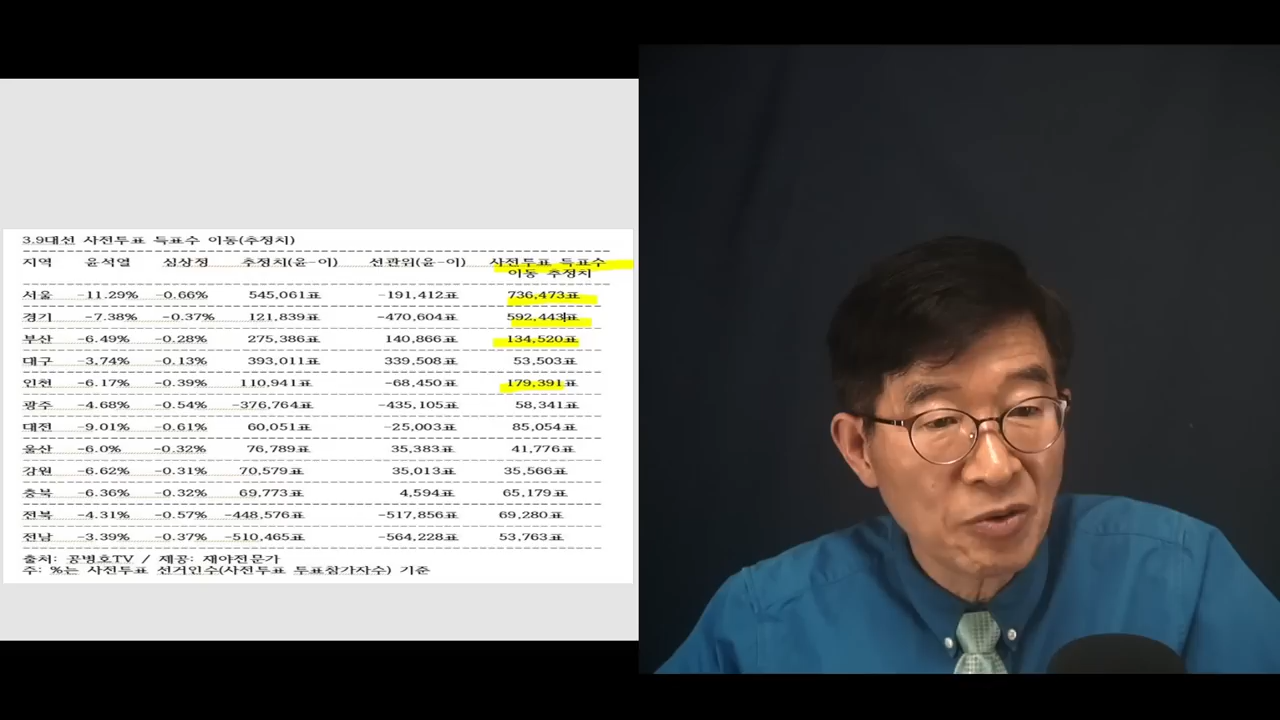 3.9대선 사전투표 득표수 이동(추정치)
지역 윤석열 심상정 추정치(윤-이) 선관위(윤-이) 사전투표 득표수
이동 추정치
서울 -11.29% -0.66% 545,061표 -191,412표 736,473표
경기 -7.38% -0.37% 121,839표 -470,604표 592,443표
부산 -6.49% -0.28% 275,386표 140,866표 134,520표
대구 -3.74% -0.13% 393,011표 339,508표 53,503표
인천 -6.17% -0.39% 110,941표 -68,450표 179,391표
광주 -4.68% -0.54% -376,764표 -435,105표 58,341표
대전 -9.01% -0.61% 60,051표 -25,003표 85,054표
울산 -6.0% -0.32% 76,789표 35,383표 41,776표
강원 -6.62% -0.31% 70,579표 35,013표 35,566표
충북 -6.36% -0.32% 69,773표 4,594표 65,179표
전북 -4.31% -0.57% -448,576표 -517,856표 69,280표
전남 -3.39% -0.37% -510,465표 -564,228표 53,763표
출처: 공병호TV / 제공: 재야전문가
주: %는 사전투표 선거인수(사전투표 투표참가자수) 기준